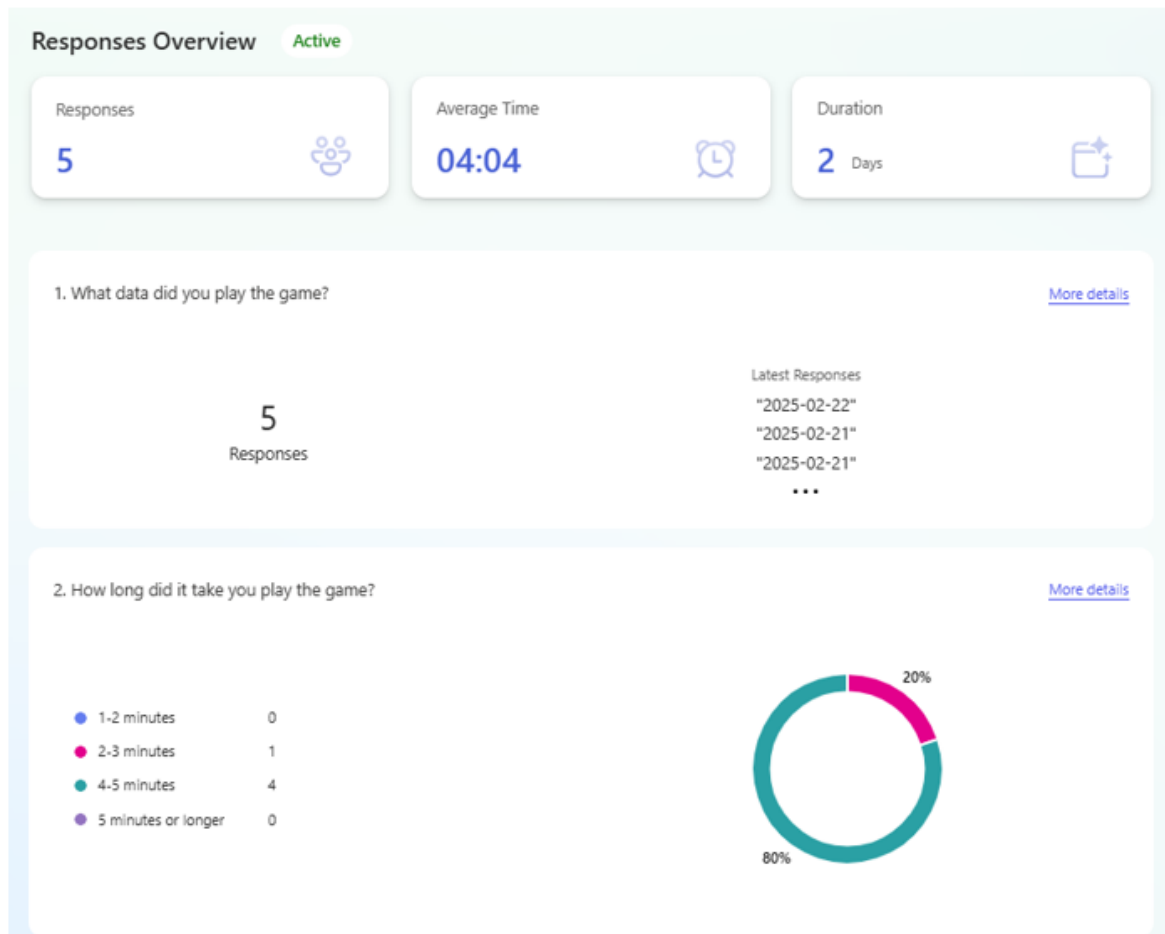 Responses Overview Active
Responses
5
Average Time
04:04
Duration
2 Days
1. What data did you play the game?
More details
5
Responses
Latest Responses
"2025-02-22"
"2025-02-21"
"2025-02-21"
...
2. How long did it take you play the game?
More details
1-2 minutes 0
2-3 minutes 1
4-5 minutes 4
5 minutes or longer 0
20%
80%